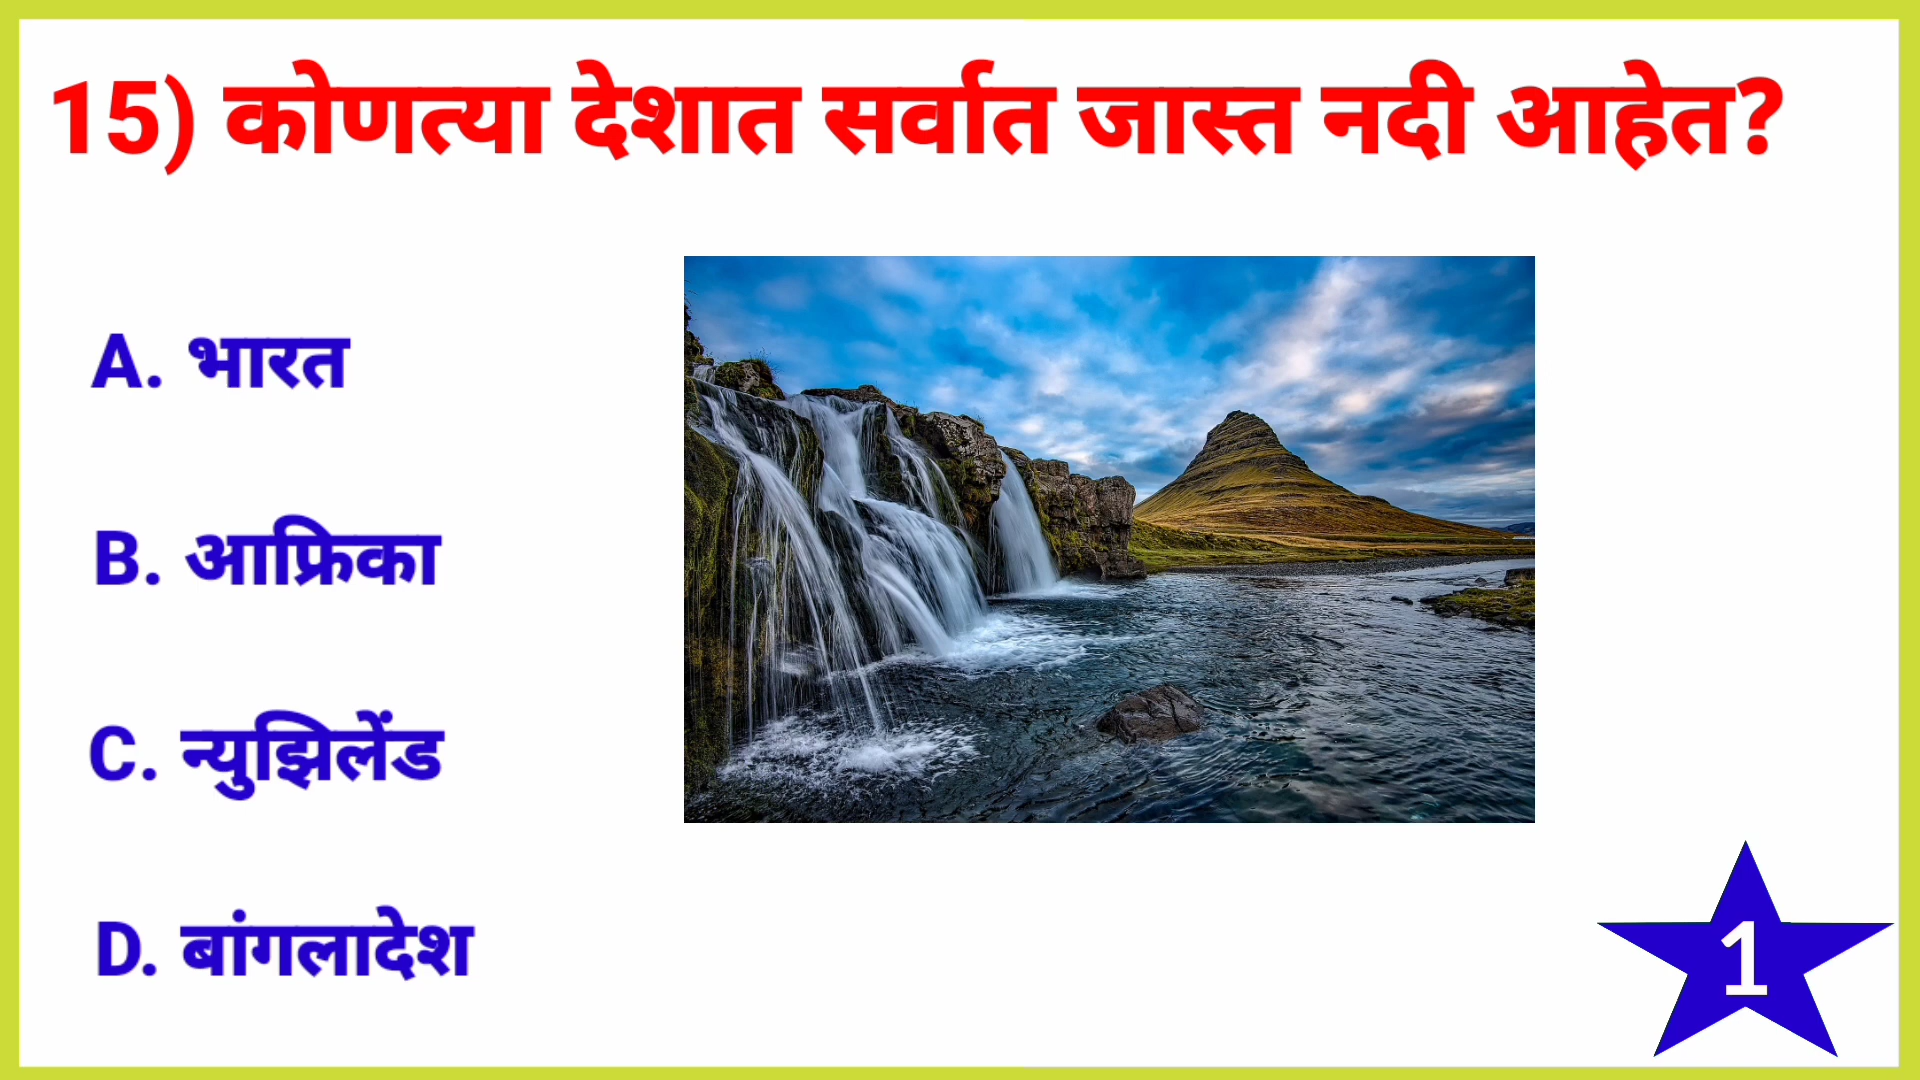 15) कोणत्या देशात सर्वात जास्त नदी आहेत?
A. भारत
B. आफ्रिका
C. न्युझिलेंड
D. बांगलादेश
1